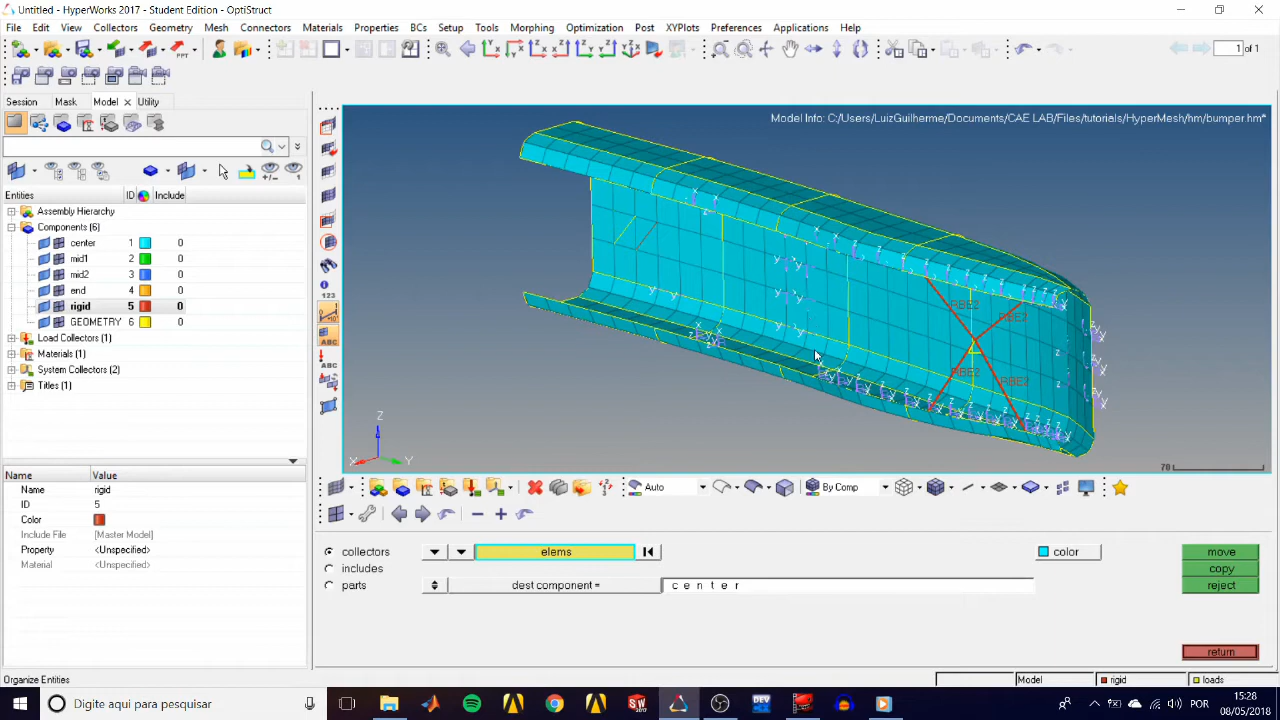 Untitled - HyperWorks 2017 - Student Edition - OptiStruct
File Edit View Collectors Geometry Mesh Connectors Materials Properties BCs Setup Tools Morphing Optimization Post XYPlots Preferences Applications Help
1 of 1
Session Mask Model Utility
Model Info: C:/Users/LuizGuilherme/Documents/CAE LAB/Files/tutorials/HyperMesh/hm/bumper.hm*
Entities ID Include
Assembly Hierarchy
Components (6)
center 1 0
mid1 2 0
mid2 3 0
end 4 0
rigid 5 0
GEOMETRY 6 0
Load Collectors (1)
Materials (1)
System Collectors (2)
Titles (1)
RBE2
RBE2
RBE2
RBE2
123
ABC
ABC
Z
X Y
78
Name Value
Name rigid
ID 5
Color
Include File [Master Model]
Property <Unspecified>
Material <Unspecified>
Auto By Comp
collectors elems color move
includes copy
parts dest component = center reject
return
Organize Entities Model rigid loads
Digite aqui para pesquisar
POR
15:28
08/05/2018